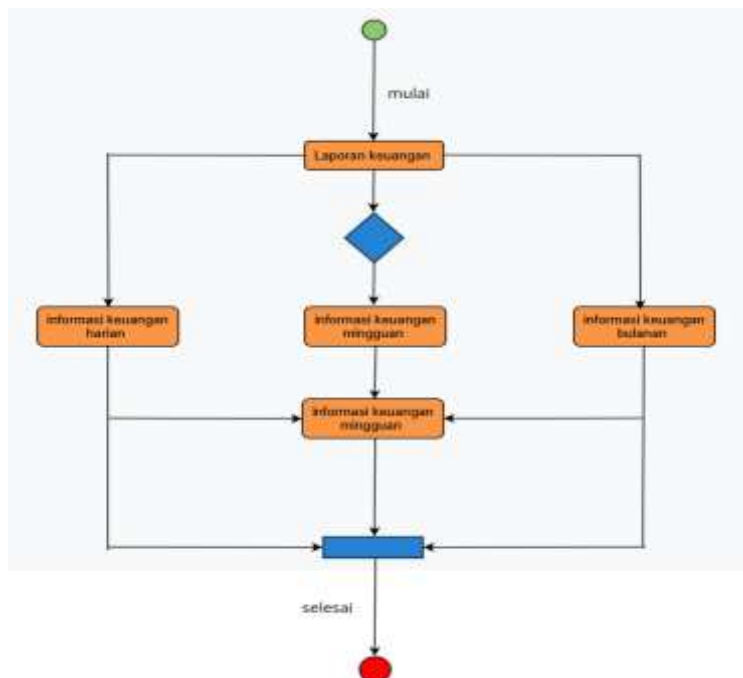 mulai
Laporan keuangan
informasi keuangan
harian
informasi keuangan
mingguan
informasi keuangan
bulanan
informasi keuangan
mingguan
selesai